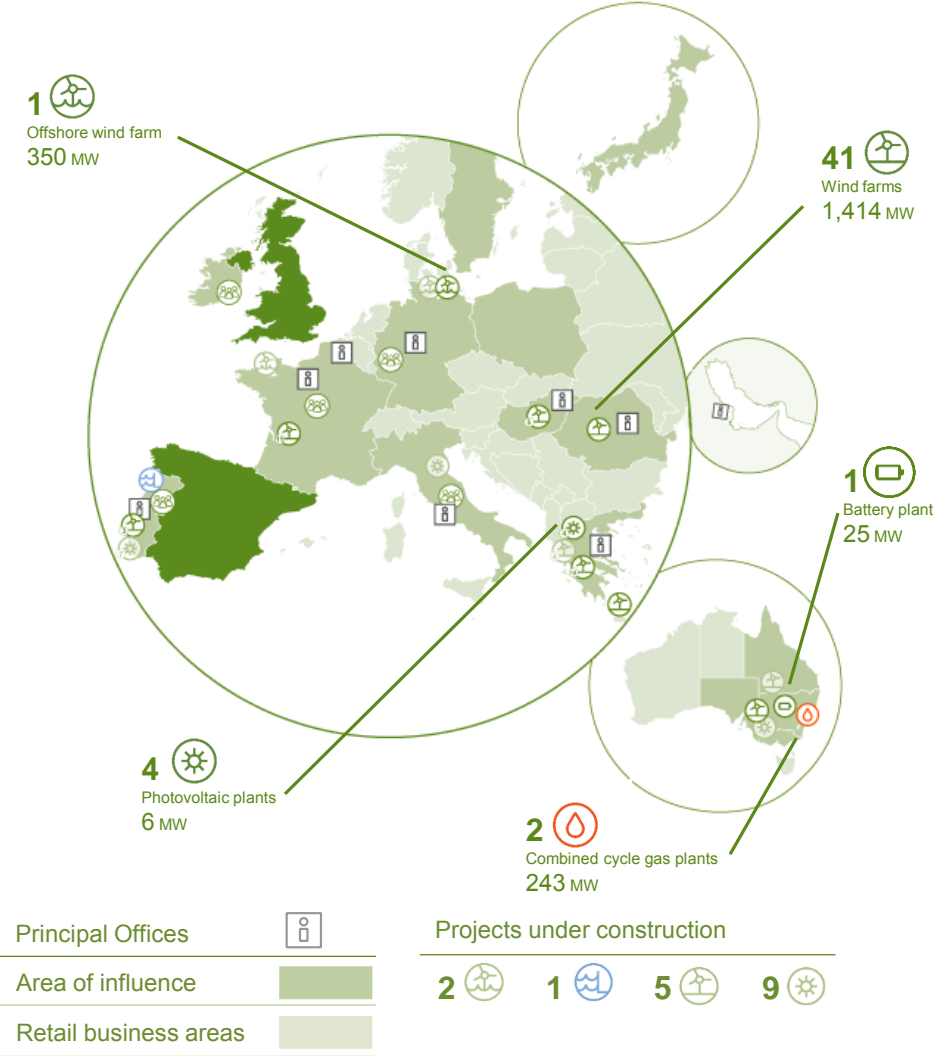 1
Offshore wind farm
350 MW
41
Wind farms
1,414 MW
1
Battery plant
25 MW
4
Photovoltaic plants
6 MW
2
Combined cycle gas plants
243 MW
Principal Offices
Area of influence
Retail business areas
Projects under construction
2 1 5 9